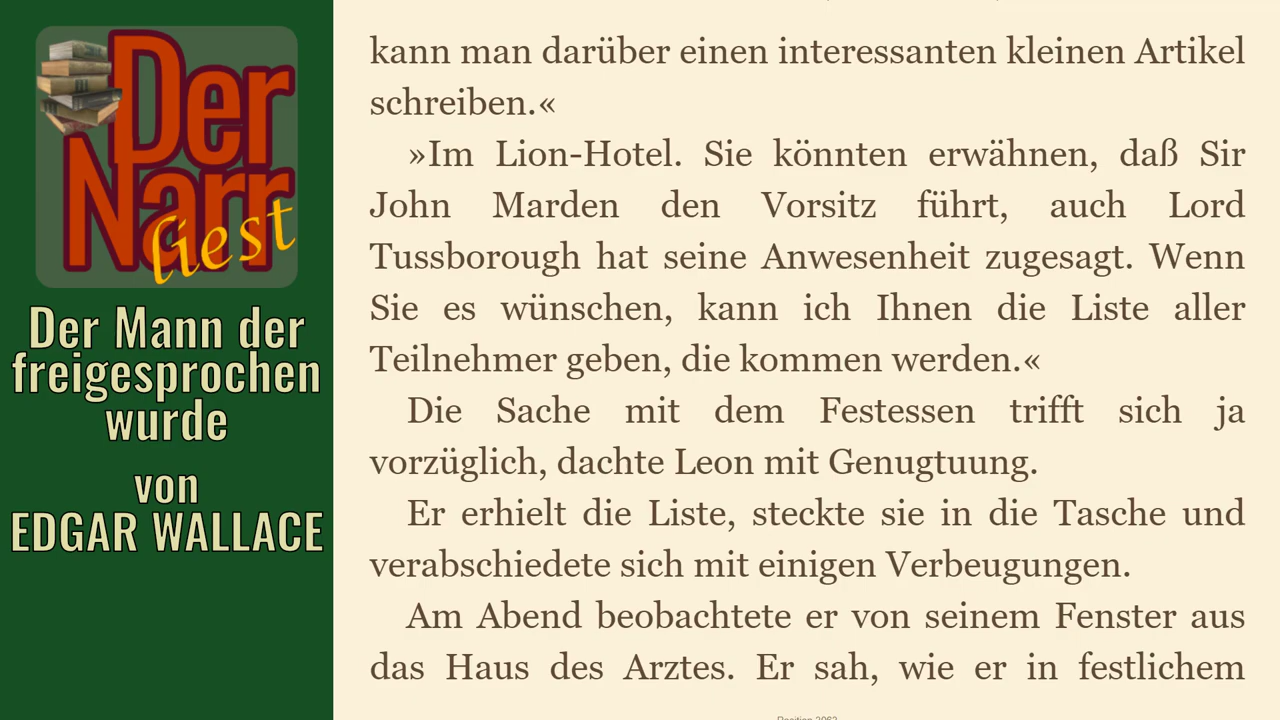 Der
Narr
liest
Der Mann der
freigesprochen
wurde
von
EDGAR WALLACE
kann man darüber einen interessanten kleinen Artikel
schreiben.«
»Im Lion-Hotel. Sie könnten erwähnen, daß Sir
John Marden den Vorsitz führt, auch Lord
Tussborough hat seine Anwesenheit zugesagt. Wenn
Sie es wünschen, kann ich Ihnen die Liste aller
Teilnehmer geben, die kommen werden.«
Die Sache mit dem Festessen trifft sich ja
vorzüglich, dachte Leon mit Genugtuung.
Er erhielt die Liste, steckte sie in die Tasche und
verabschiedete sich mit einigen Verbeugungen.
Am Abend beobachtete er von seinem Fenster aus
das Haus des Arztes. Er sah, wie er in festlichem